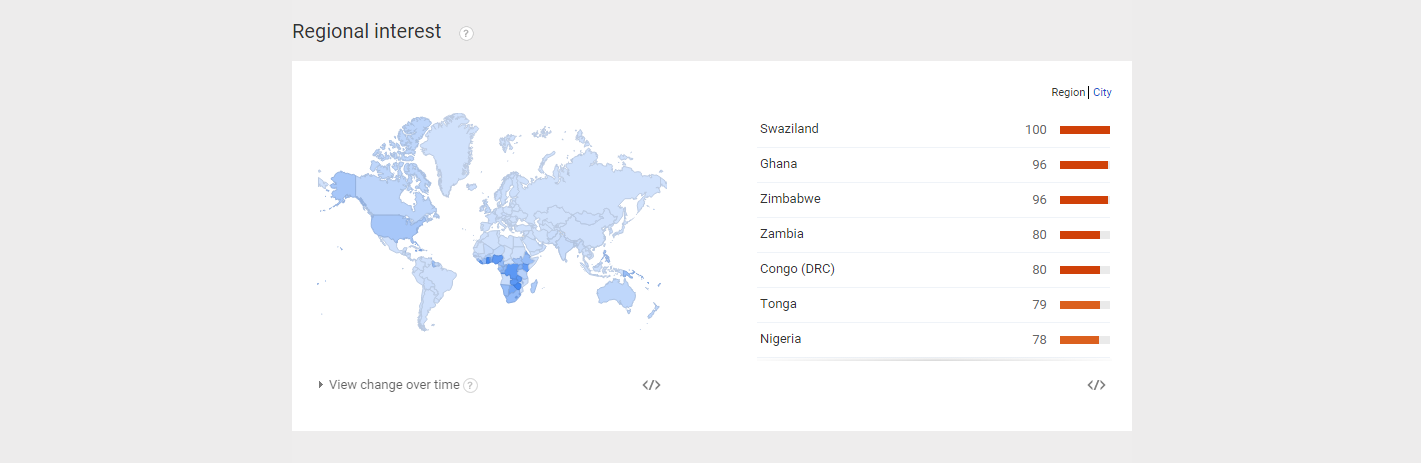 Regional interest ?
Region City
Swaziland 100
Ghana 96
Zimbabwe 96
Zambia 80
Congo (DRC) 80
Tonga 79
Nigeria 78
View change over time ? </> </>